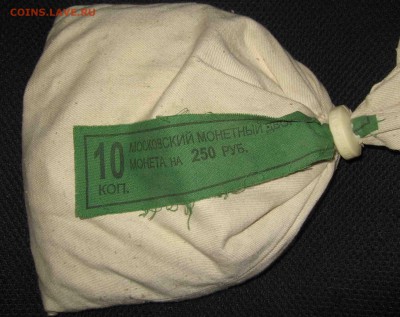 COINS.LAVE.RU
10
КОП.
МОСКОВСКИЙ МОНЕТНЫЙ
МОНЕТА НА 250 РУБ.